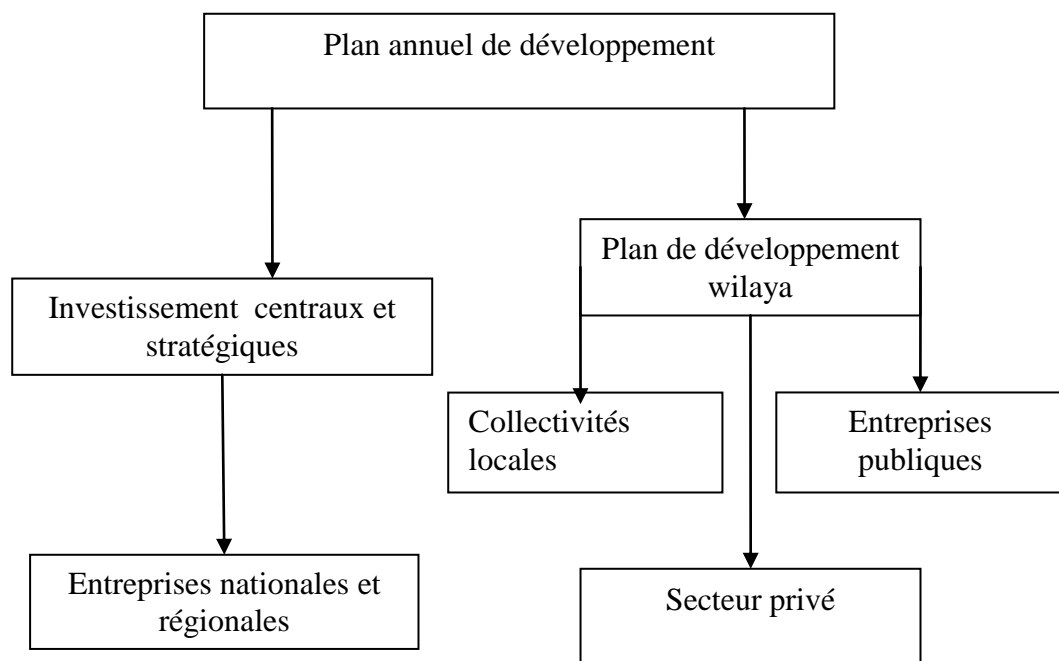 Plan annuel de développement
Plan de développement
wilaya
Investissement centraux et
stratégiques
Collectivités
locales
Entreprises
publiques
Entreprises nationales et
régionales
Secteur privé